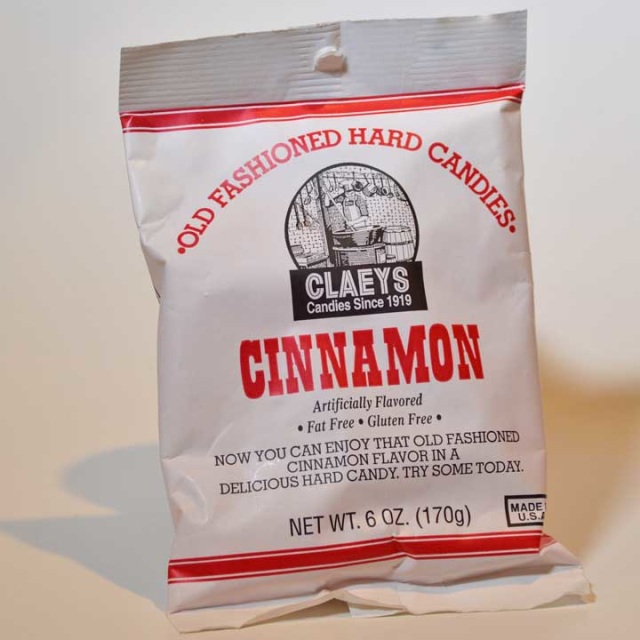 •OLD FASHIONED HARD CANDIES•
CLAEYS
Candies Since 1919
CINNAMON
Artificially Flavored
• Fat Free • Gluten Free •
NOW YOU CAN ENJOY THAT OLD FASHIONED
CINNAMON FLAVOR IN A
DELICIOUS HARD CANDY. TRY SOME TODAY.
NET WT. 6 OZ. (170g)
MADE
U.S.A